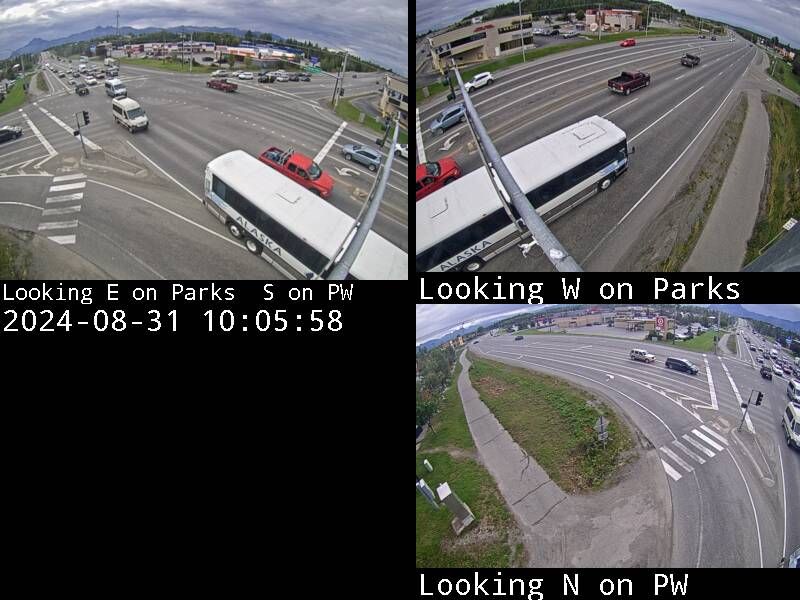 ALASKA
Looking E on Parks  S on PW
2024-08-31 10:05:58
ALASKA
Looking W on Parks
Looking N on PW